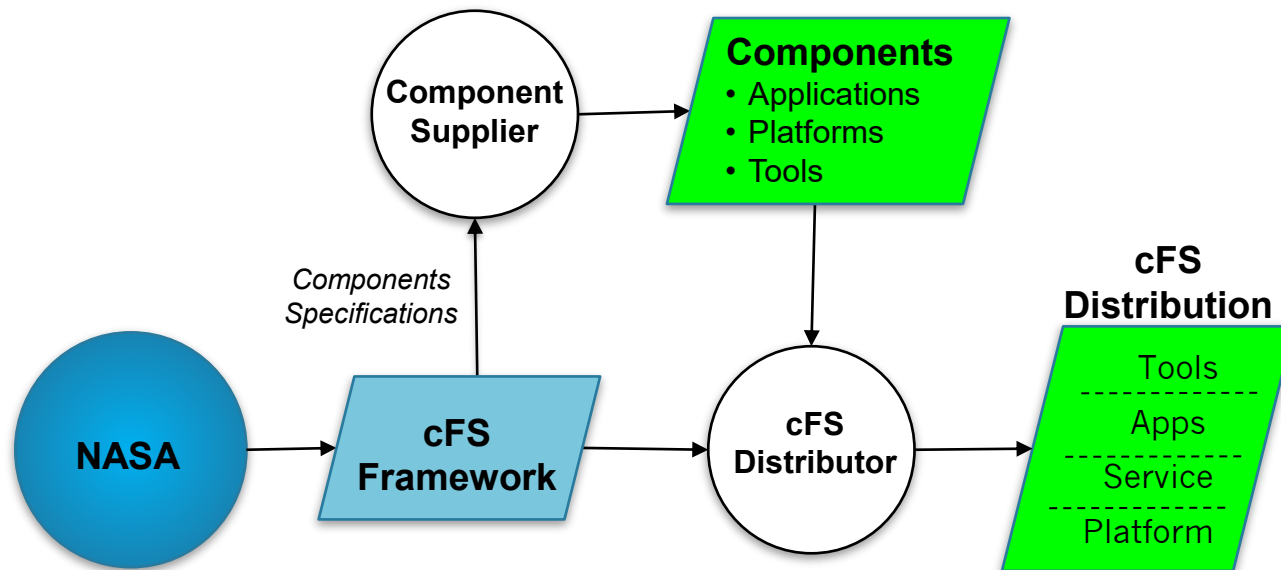 Component
Supplier
Components
• Applications
• Platforms
• Tools
Components
Specifications
cFS
Distribution
NASA
cFS
Framework
cFS
Distributor
Tools
Apps
Service
Platform